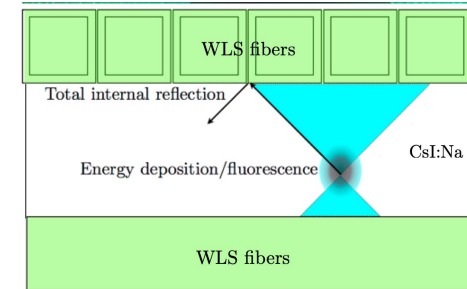 WLS fibers
Total internal reflection
CsI:Na
Energy deposition/fluorescence
WLS fibers